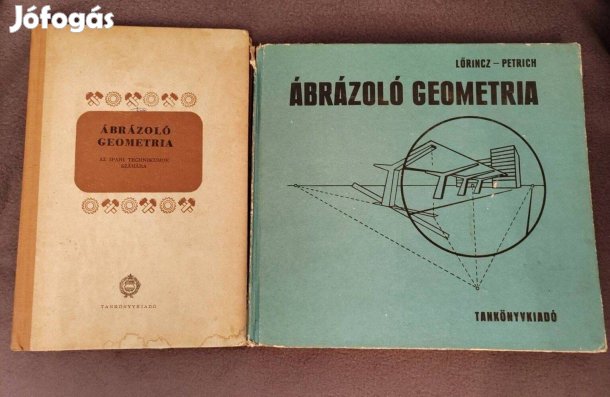 Jófogás
ÁBRÁZOLÓ
GEOMETRIA
AZ IPARI TECHNIKUMOK
SZÁMÁRA
TANKÖNYVKIADÓ
LŐRINCZ – PETRICH
ÁBRÁZOLÓ GEOMETRIA
TANKÖNYVKIADÓ